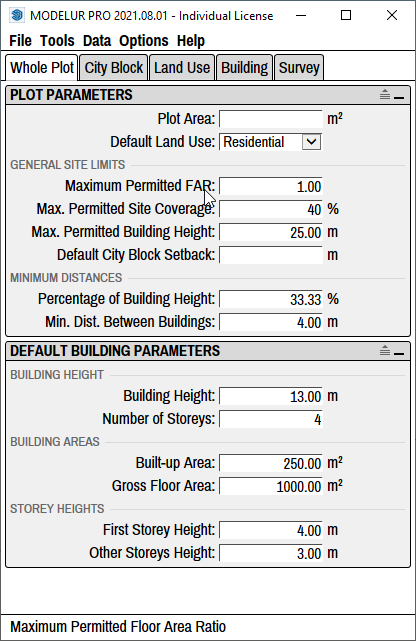 MODELUR PRO 2021.08.01 - Individual License
File Tools Data Options Help
Whole Plot City Block Land Use Building Survey
PLOT PARAMETERS
Plot Area: m²
Default Land Use: Residential
GENERAL SITE LIMITS
Maximum Permitted FAR: 1.00
Max. Permitted Site Coverage: 40 %
Max. Permitted Building Height: 25.00 m
Default City Block Setback: m
MINIMUM DISTANCES
Percentage of Building Height: 33.33 %
Min. Dist. Between Buildings: 4.00 m
DEFAULT BUILDING PARAMETERS
BUILDING HEIGHT
Building Height: 13.00 m
Number of Storeys: 4
BUILDING AREAS
Built-up Area: 250.00 m²
Gross Floor Area: 1000.00 m²
STOREY HEIGHTS
First Storey Height: 4.00 m
Other Storeys Height: 3.00 m
Maximum Permitted Floor Area Ratio